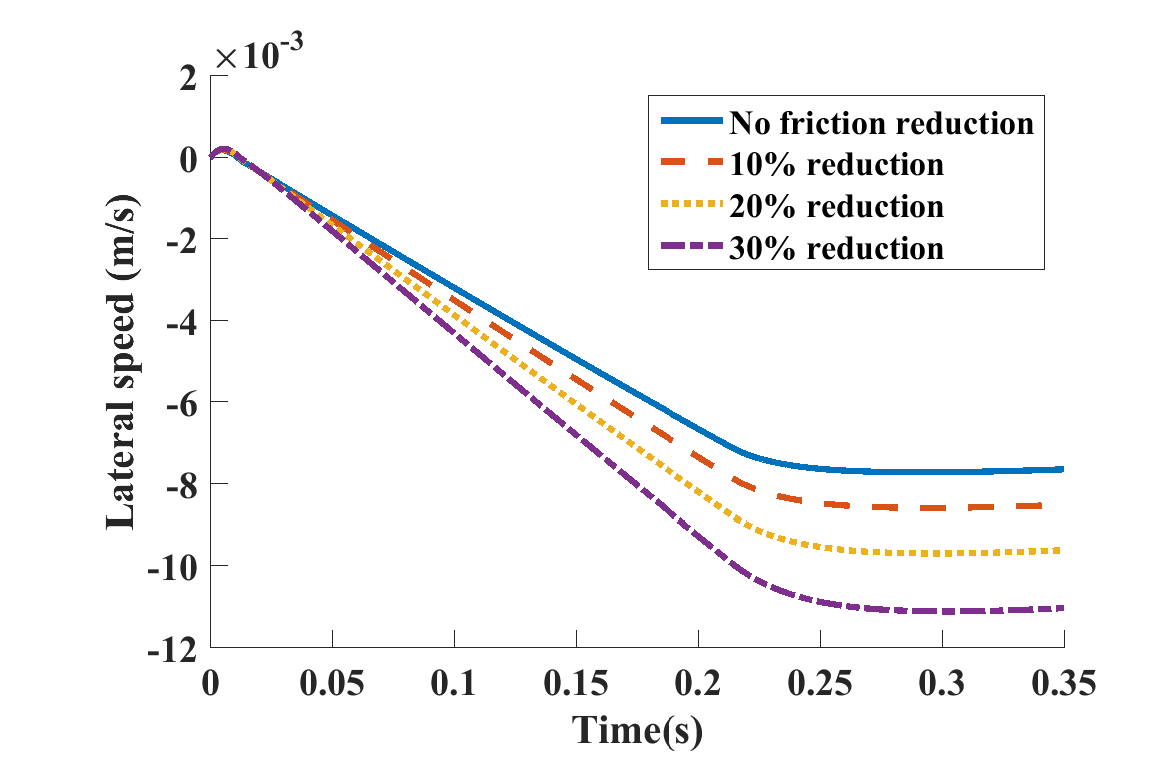 ×10-3
2
0
-2
-4
-6
-8
-10
-12
Lateral speed (m/s)
No friction reduction
10% reduction
20% reduction
30% reduction
0 0.05 0.1 0.15 0.2 0.25 0.3 0.35
Time(s)